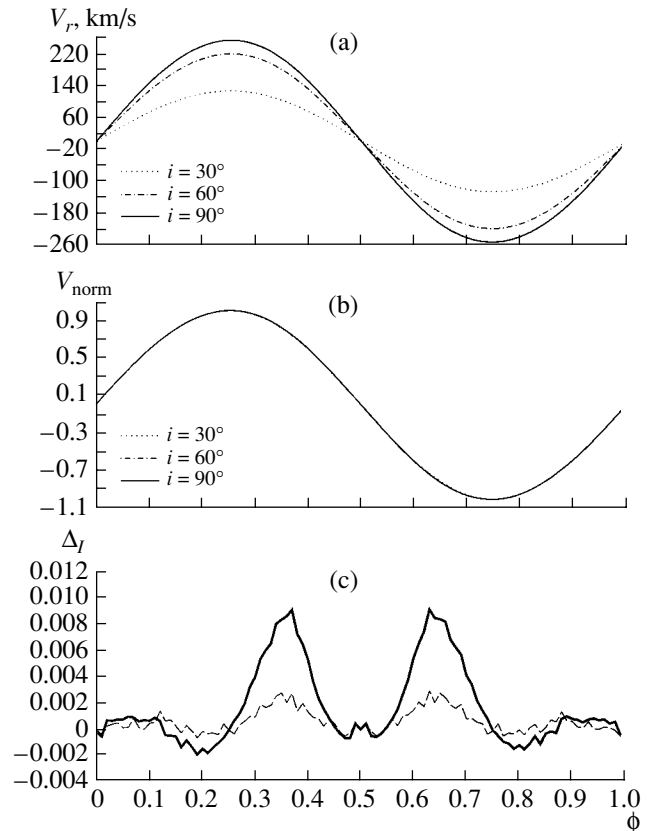 V_r, km/s
(a)
220
140
60
−20
−100
−180
−260
i = 30°
i = 60°
i = 90°
V_norm
(b)
0.9
0.5
0.1
−0.3
−0.7
−1.1
i = 30°
i = 60°
i = 90°
Δ_I
(c)
0.012
0.010
0.008
0.006
0.004
0.002
0
−0.002
−0.004
0 0.1 0.2 0.3 0.4 0.5 0.6 0.7 0.8 0.9 1.0
ϕ